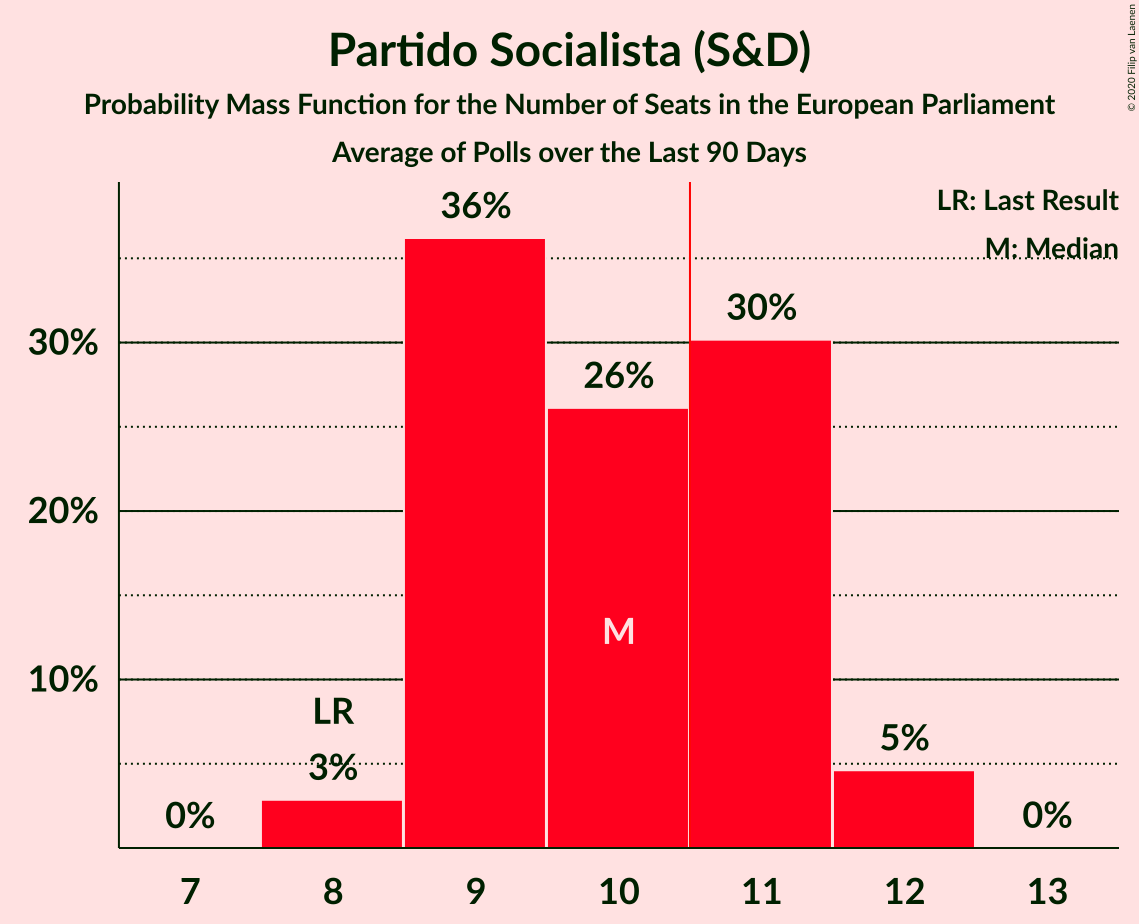 Partido Socialista (S&D)
Probability Mass Function for the Number of Seats in the European Parliament
Average of Polls over the Last 90 Days
© 2020 Filip van Laenen
LR: Last Result
M: Median
36%
30%
26%
30%
20%
10%
M
LR
3%
5%
0%
0%
7 8 9 10 11 12 13